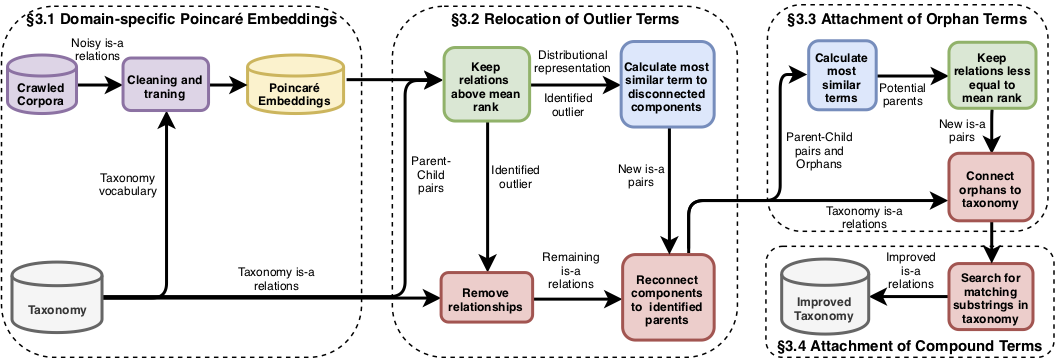 §3.1 Domain-specific Poincaré Embeddings
Noisy is-a
relations
Crawled
Corpora
Cleaning and
traning
Poincaré
Embeddings
Taxonomy
vocabulary
Taxonomy
Taxonomy is-a
relations
§3.2 Relocation of Outlier Terms
Keep
relations
above mean
rank
Distributional
representation
Identified
outlier
Calculate most
similar term to
disconnected
components
Parent-
Child
pairs
Identified
outlier
New is-a
pairs
Remove
relationships
Remaining
is-a
relations
Reconnect
components
to identified
parents
§3.3 Attachment of Orphan Terms
Calculate
most
similar
terms
Potential
parents
Keep
relations less
equal to
mean rank
Parent-Child
pairs and
Orphans
New is-a
pairs
Connect
orphans to
taxonomy
Taxonomy is-a
relations
Improved
Taxonomy
Improved
is-a
relations
Search for
matching
substrings in
taxonomy
§3.4 Attachment of Compound Terms